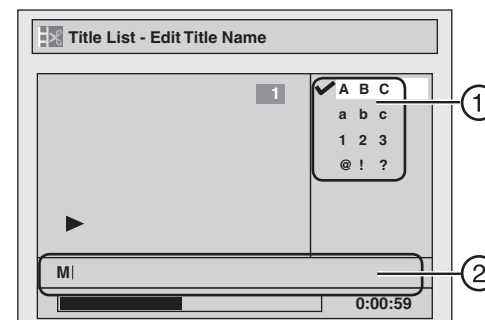 Title List - Edit Title Name
1
A B C
a b c
1 2 3
@ ! ?
1
M
2
0:00:59